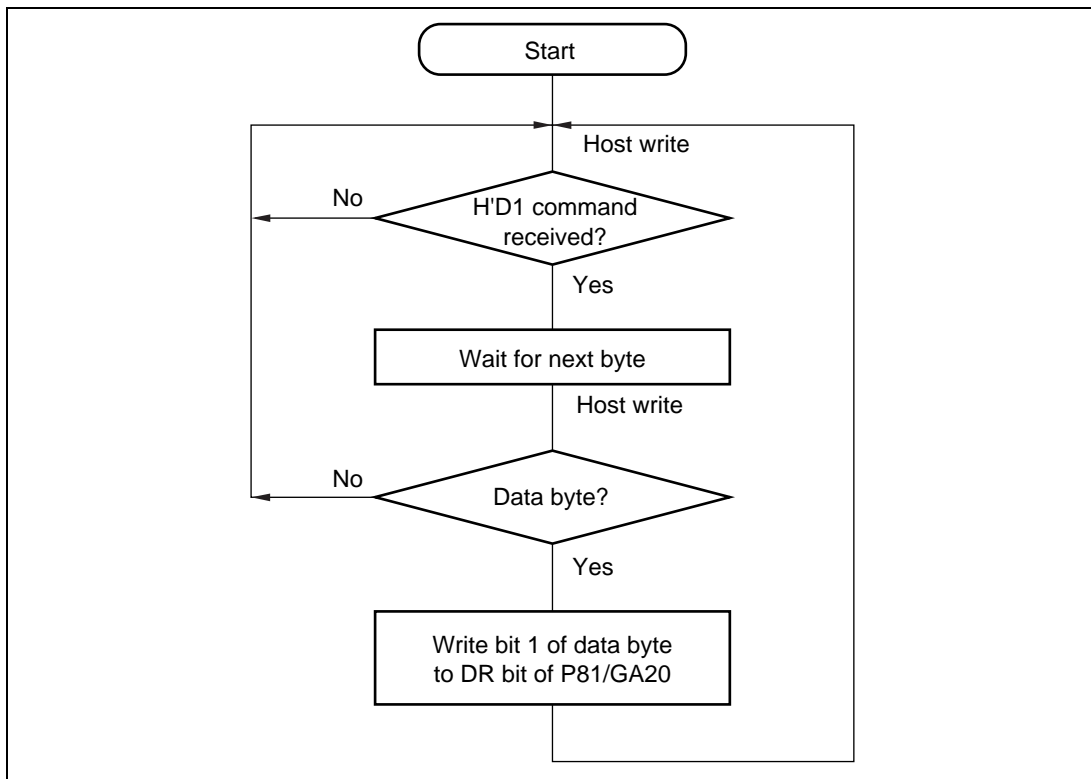 Start
Host write
No
H'D1 command
received?
Yes
Wait for next byte
Host write
No
Data byte?
Yes
Write bit 1 of data byte
to DR bit of P81/GA20